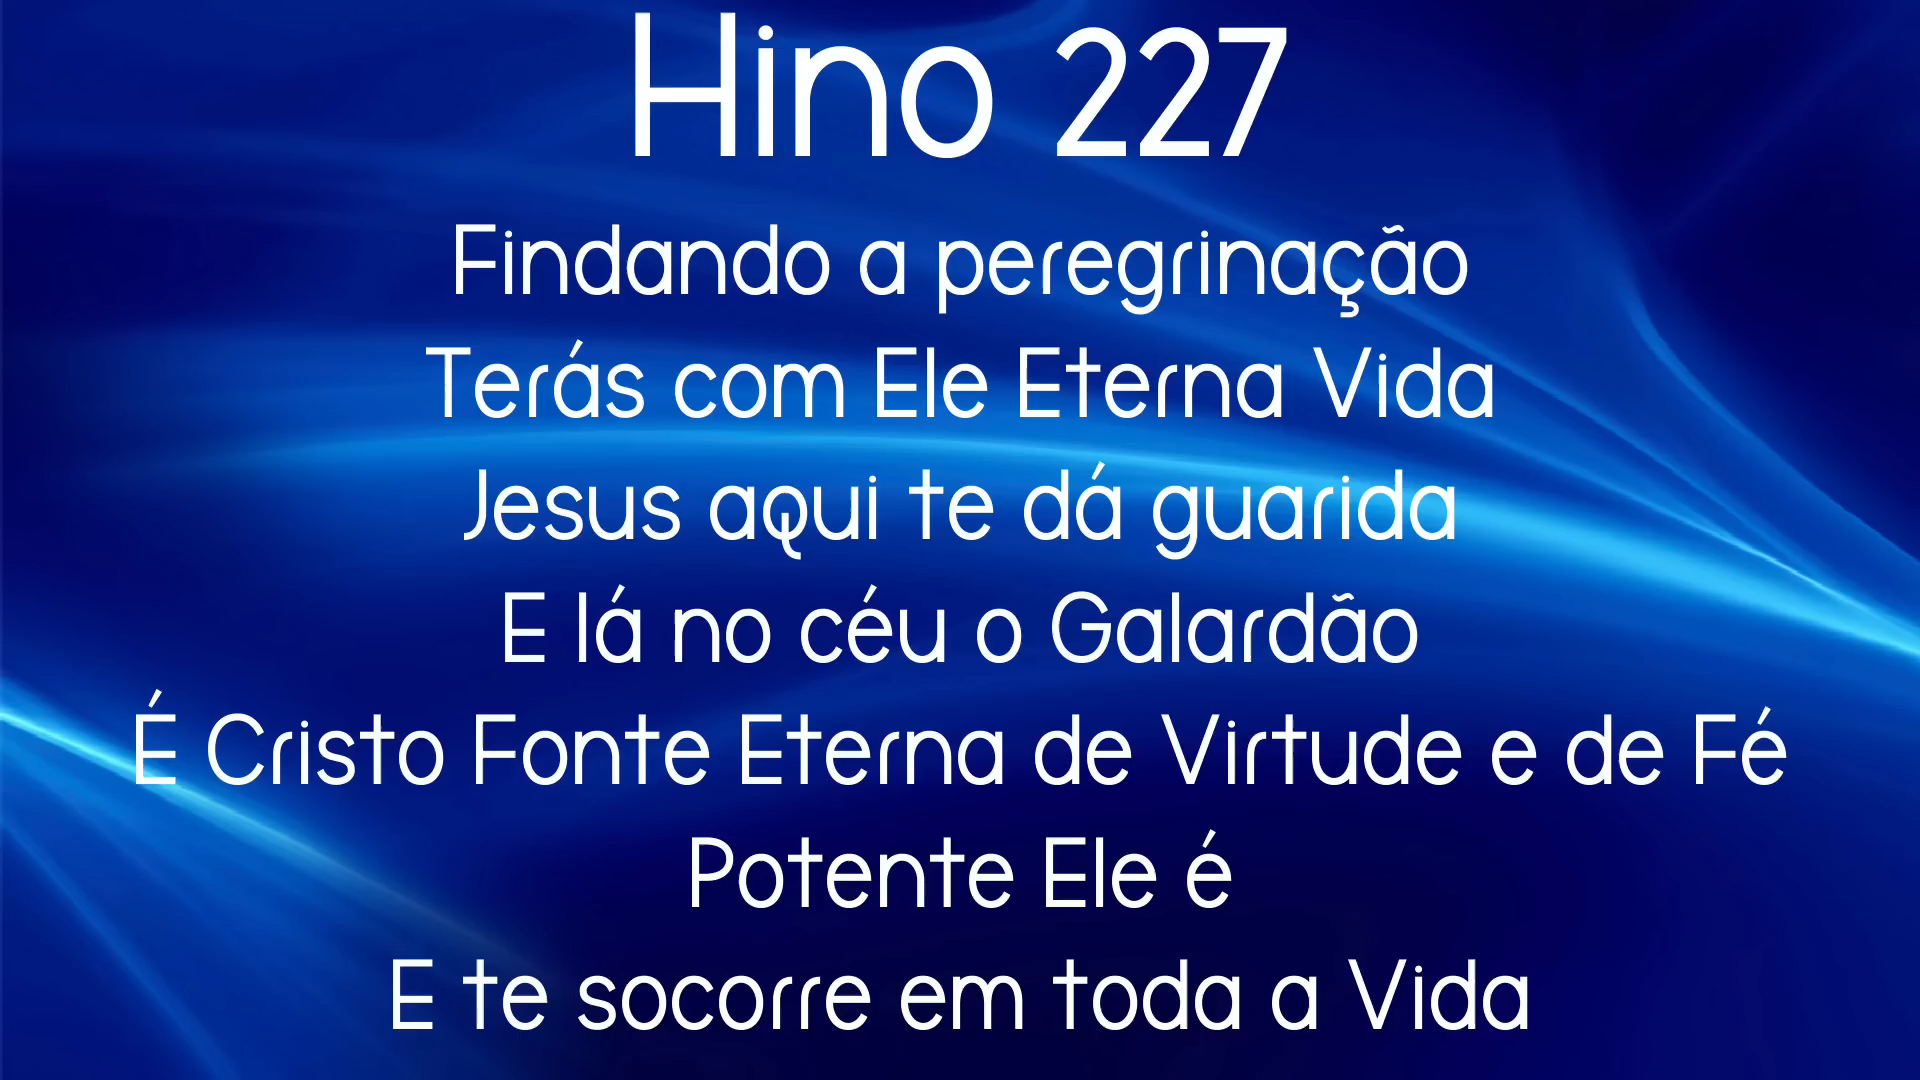 Hino 227
Findando a peregrinação
Terás com Ele Eterna Vida
Jesus aqui te dá guarida
E lá no céu o Galardão
É Cristo Fonte Eterna de Virtude e de Fé
Potente Ele é
E te socorre em toda a Vida